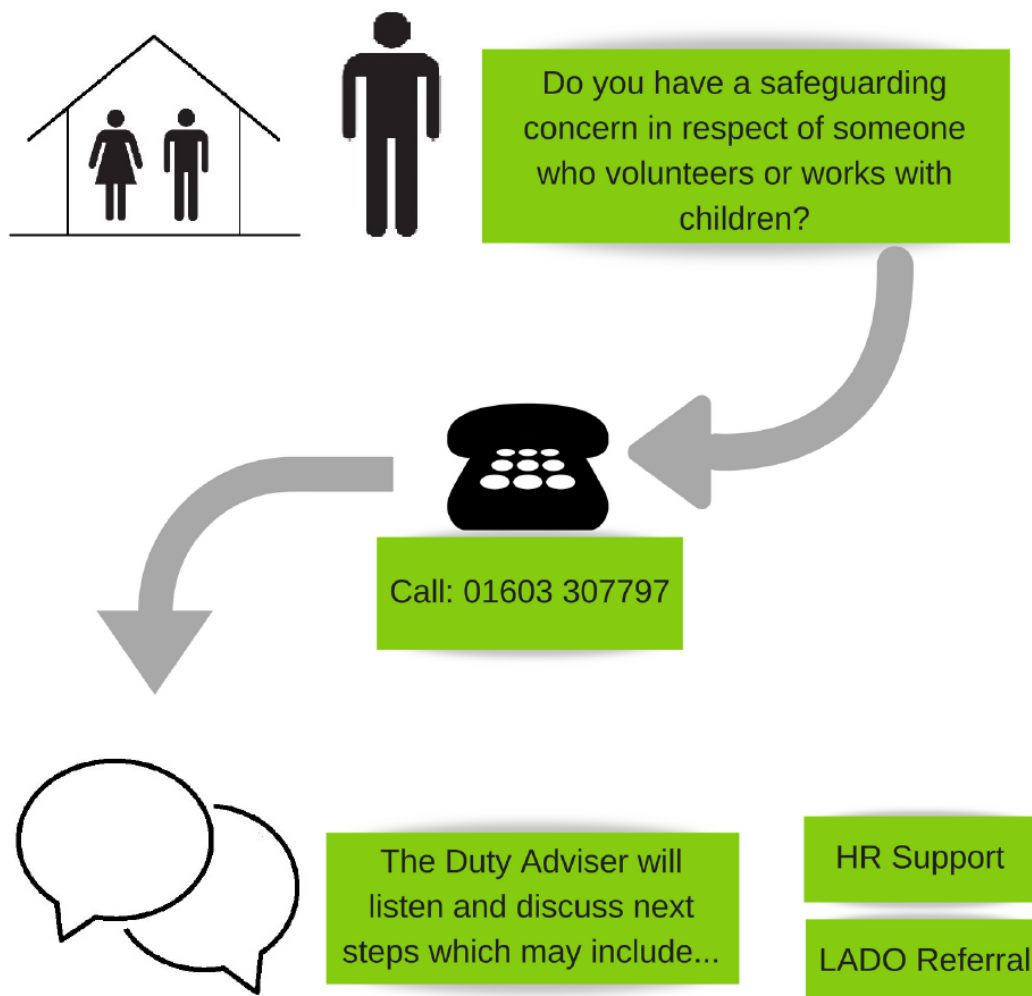 Do you have a safeguarding
concern in respect of someone
who volunteers or works with
children?
Call: 01603 307797
The Duty Adviser will
listen and discuss next
steps which may include...
HR Support
LADO Referral